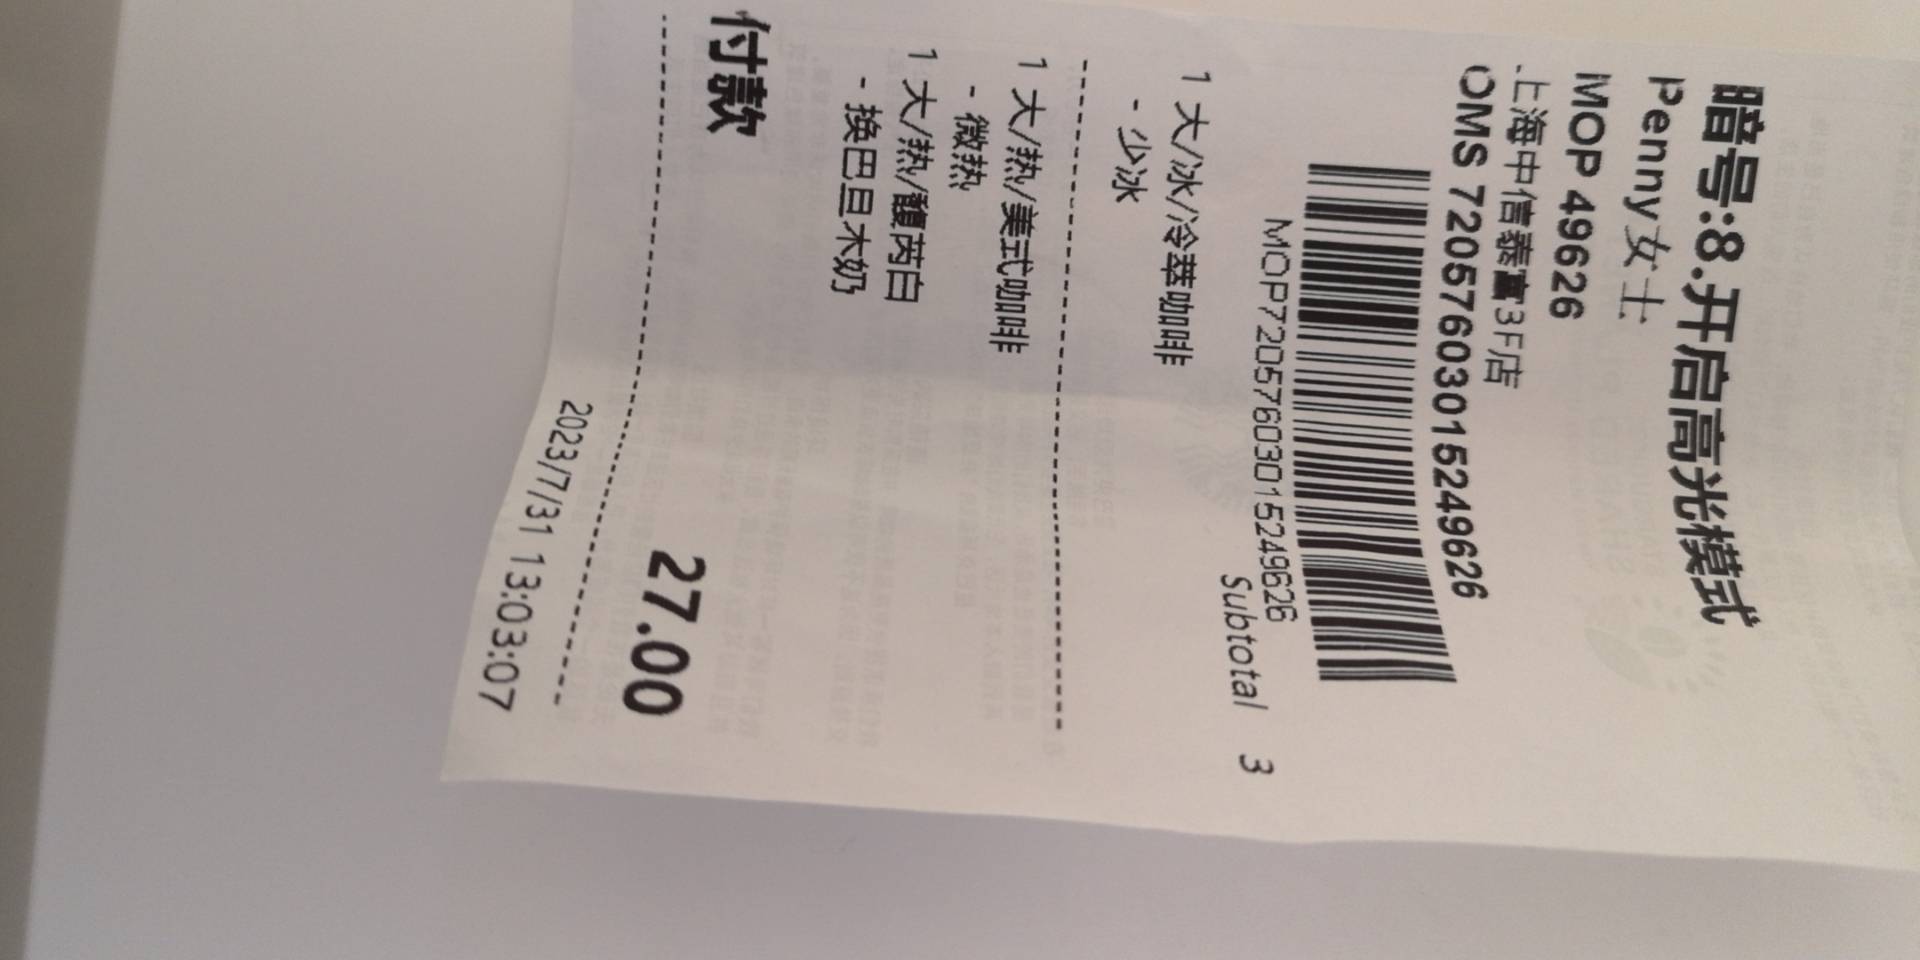 暗号:8.开启高光模式
Penny女士
MOP 49626
上海中信泰富3F店
OMS 72057603015249626
MOP72057603015249626
Subtotal 3
1 大/冰/冷萃咖啡
- 少冰
1 大/热/美式咖啡
- 微热
1 大/热/馥芮白
- 换巴旦木奶
付款
27.00
2023/7/31 13:03:07